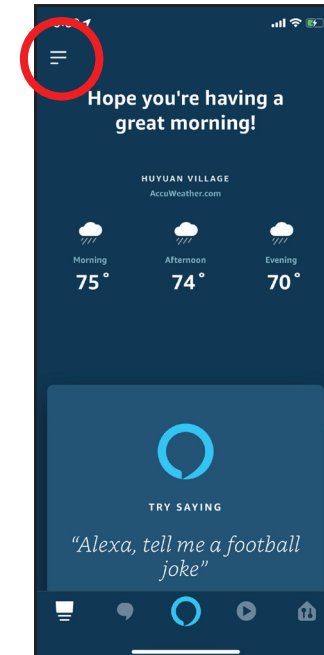 Hope you're having a
great morning!
HUYUAN VILLAGE
AccuWeather.com
Morning Afternoon Evening
75° 74° 70°
TRY SAYING
“Alexa, tell me a football
joke”